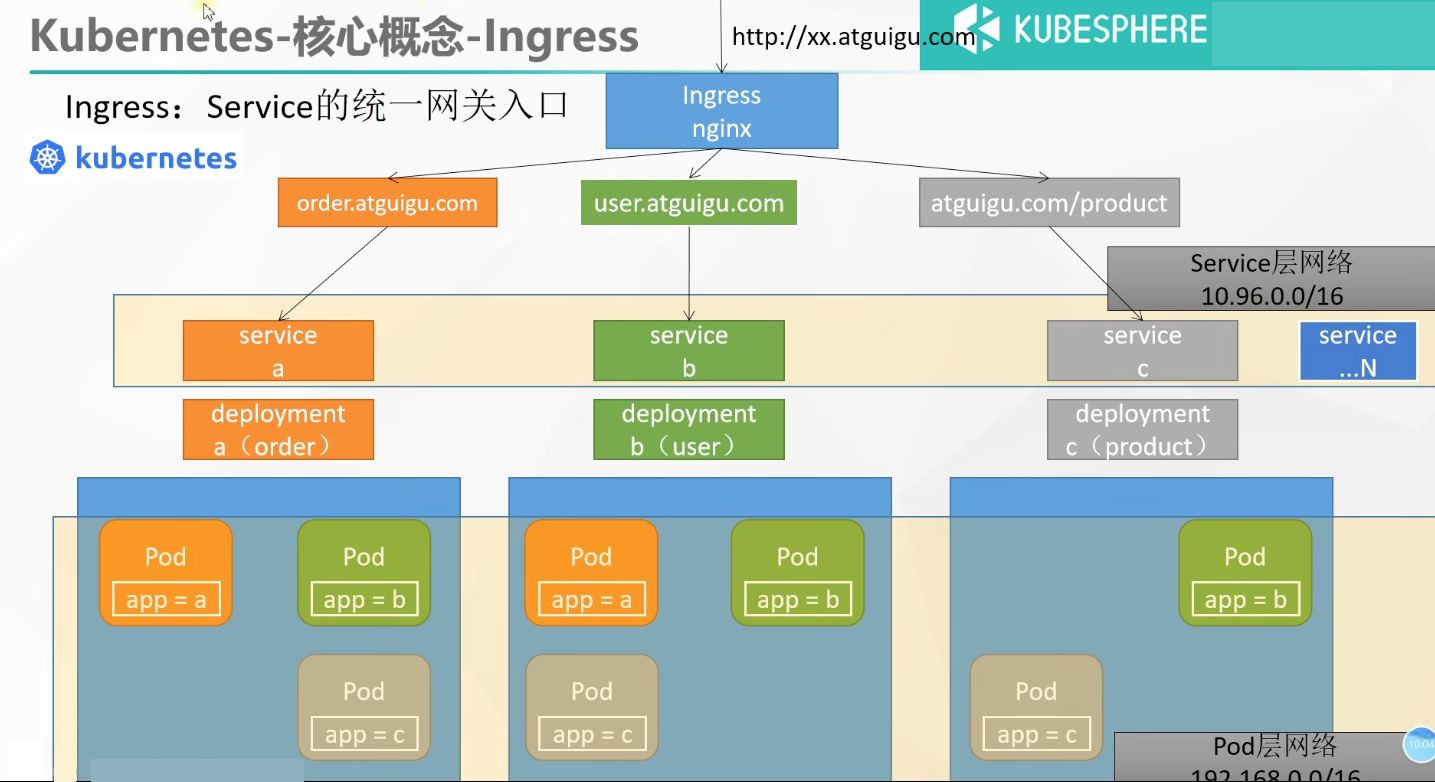 Kubernetes-核心概念-Ingress
http://xx.atguigu.com
KUBESPHERE
Ingress：Service的统一网关入口
kubernetes
Ingress
nginx
order.atguigu.com
user.atguigu.com
atguigu.com/product
Service层网络
10.96.0.0/16
service
a
service
b
service
c
service
...N
deployment
a（order）
deployment
b（user）
deployment
c（product）
Pod
app = a
Pod
app = b
Pod
app = a
Pod
app = b
Pod
app = b
Pod
app = c
Pod
app = c
Pod
app = c
Pod层网络
192.168.0.0/16
10:04